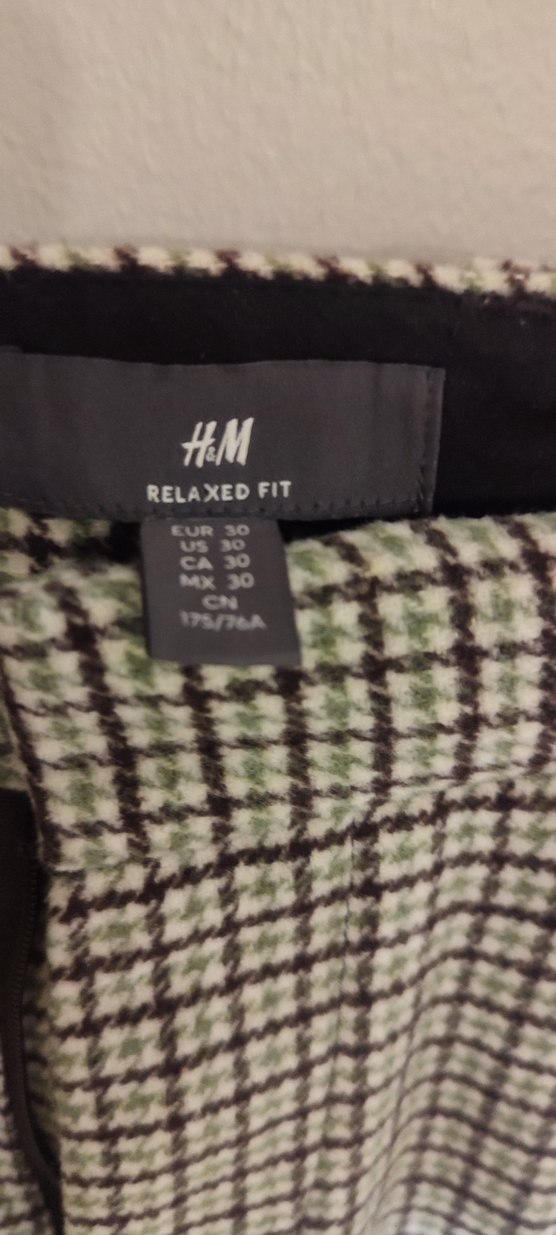 H&M
RELAXED FIT
EUR 30
US 30
CA 30
MX 30
CN
175/76A